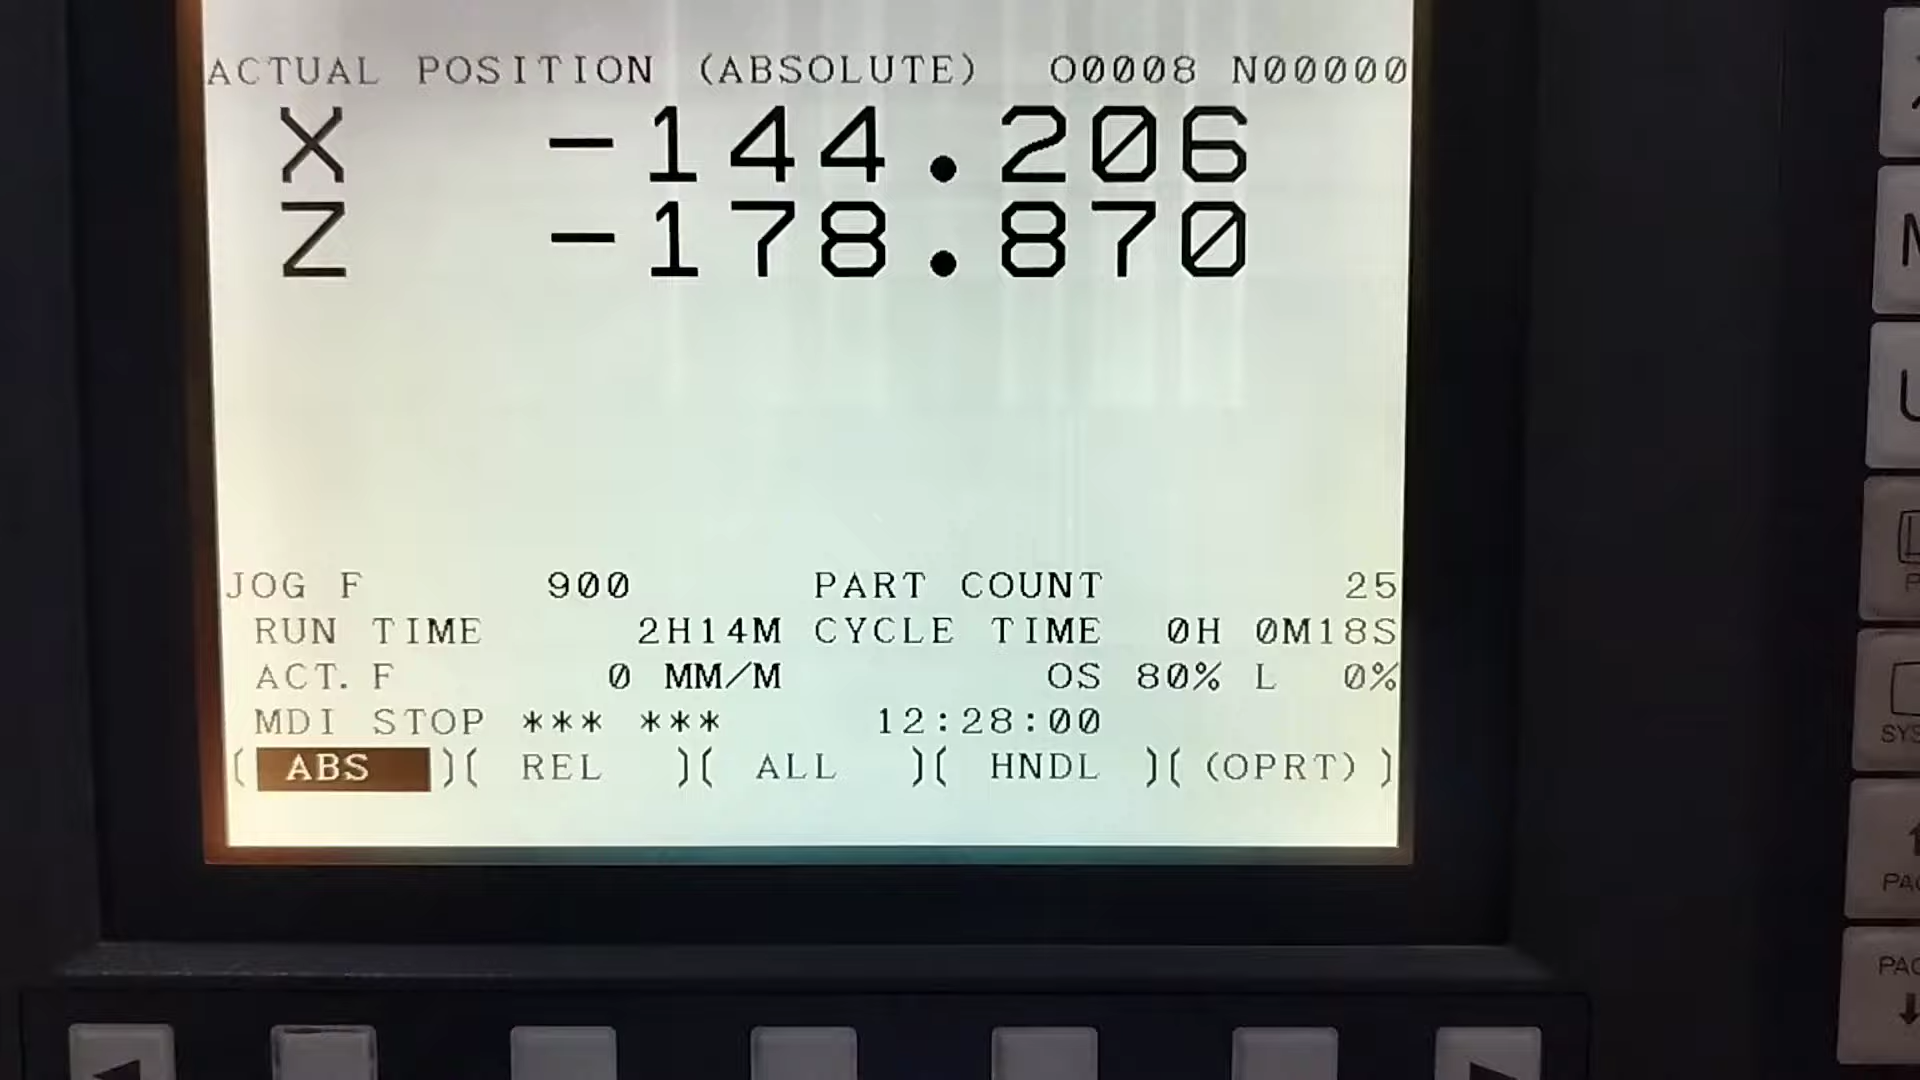 ACTUAL POSITION (ABSOLUTE) O0008 N00000
X -144.206
Z -178.870
JOG F 900 PART COUNT 25
RUN TIME 2H14M CYCLE TIME 0H 0M18S
ACT. F 0 MM/M OS 80% L 0%
MDI STOP *** *** 12:28:00
( ABS )( REL )( ALL )( HNDL )( (OPRT) )